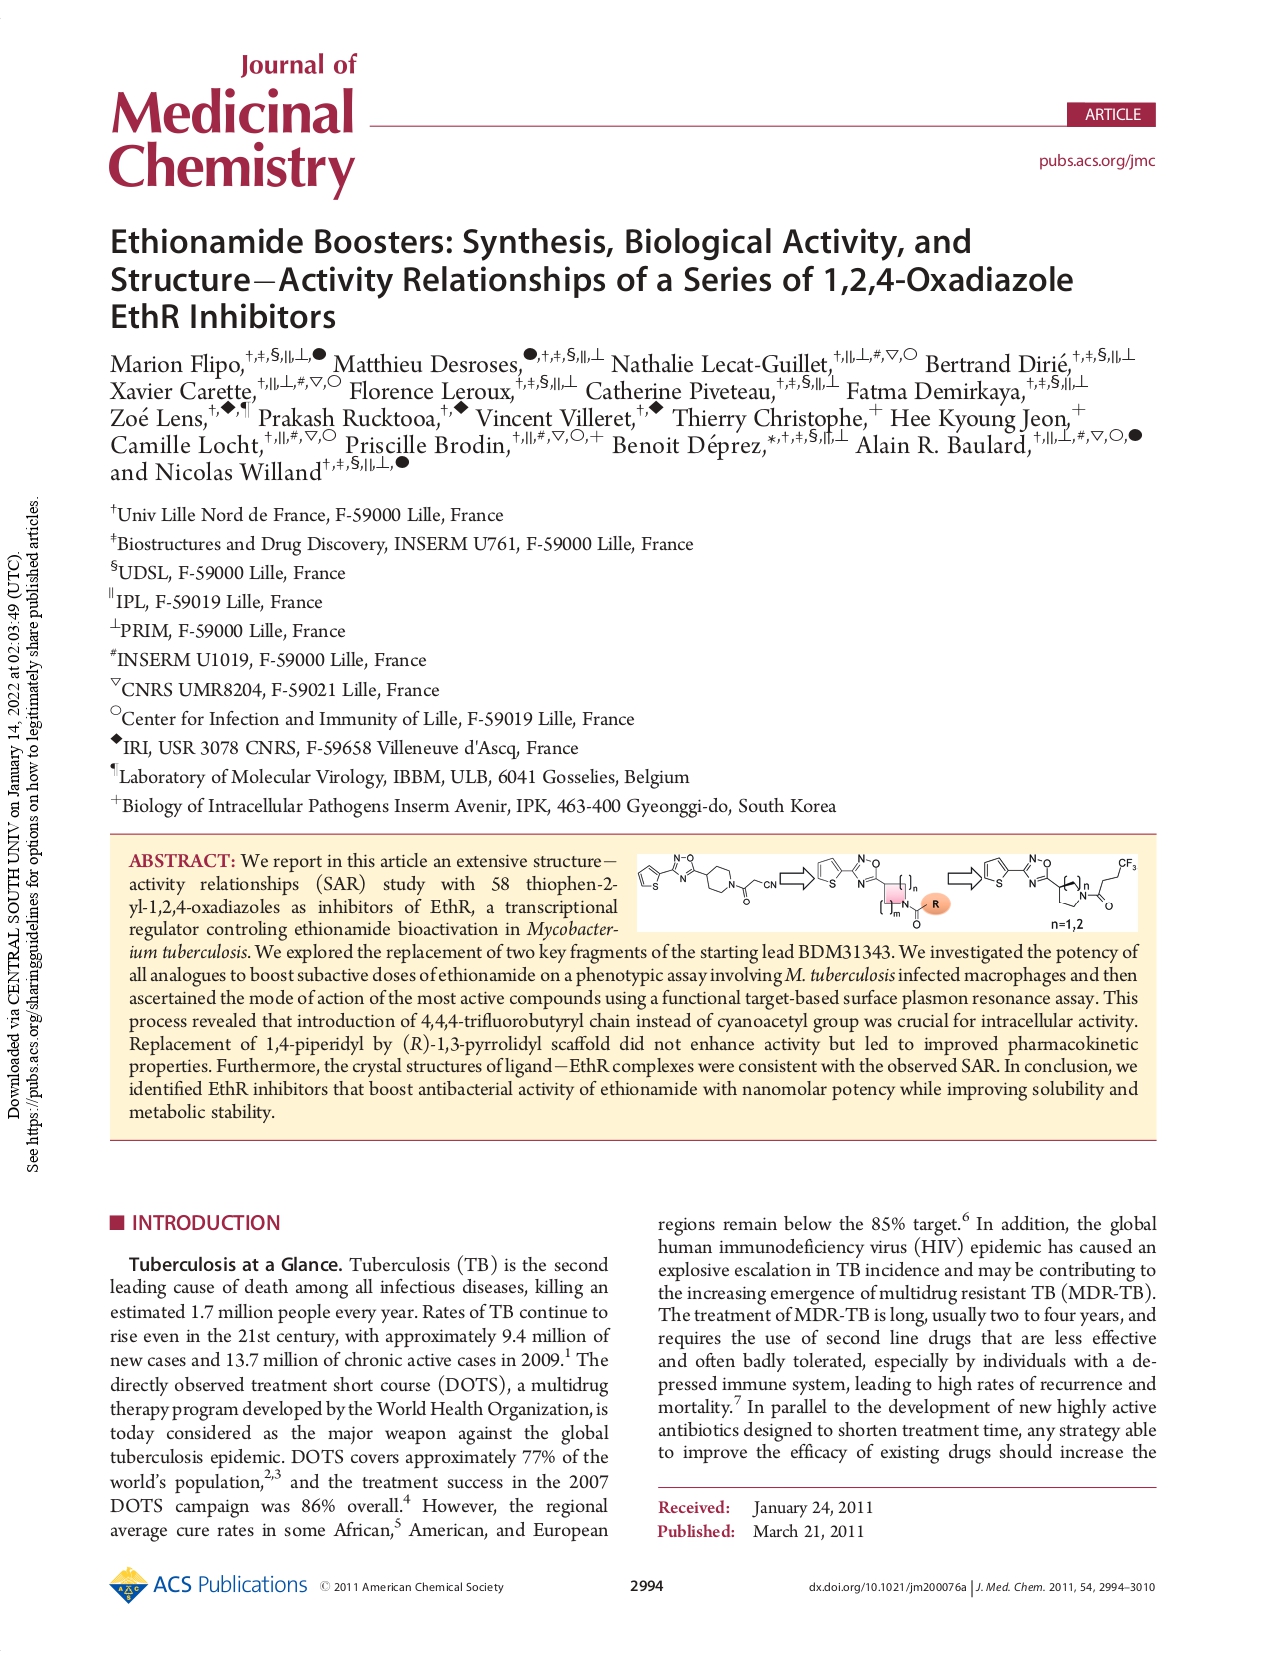 Journal of
Medicinal
Chemistry
ARTICLE
pubs.acs.org/jmc
Ethionamide Boosters: Synthesis, Biological Activity, and
Structure−Activity Relationships of a Series of 1,2,4-Oxadiazole
EthR Inhibitors
Marion Flipo,†,‡,§,||,⊥,● Matthieu Desroses,●,†,‡,§,||,⊥ Nathalie Lecat-Guillet,†,||,⊥,#,▽,○ Bertrand Dirié,†,‡,§,||,⊥
Xavier Carette,†,||,⊥,#,▽,○ Florence Leroux,†,‡,§,||,⊥ Catherine Piveteau,†,‡,§,||,⊥ Fatma Demirkaya,†,‡,§,||,⊥
Zoé Lens,†,◆,¶ Prakash Rucktooa,†,◆ Vincent Villeret,†,◆ Thierry Christophe,+ Hee Kyoung Jeon,+
Camille Locht,†,||,#,▽,○ Priscille Brodin,†,||,#,▽,○,+ Benoit Déprez,*,†,‡,§,||,⊥ Alain R. Baulard,†,||,⊥,#,▽,○,●
and Nicolas Willand†,‡,§,||,⊥,●
†Univ Lille Nord de France, F-59000 Lille, France
‡Biostructures and Drug Discovery, INSERM U761, F-59000 Lille, France
§UDSL, F-59000 Lille, France
||IPL, F-59019 Lille, France
⊥PRIM, F-59000 Lille, France
#INSERM U1019, F-59000 Lille, France
▽CNRS UMR8204, F-59021 Lille, France
○Center for Infection and Immunity of Lille, F-59019 Lille, France
◆IRI, USR 3078 CNRS, F-59658 Villeneuve d'Ascq, France
¶Laboratory of Molecular Virology, IBBM, ULB, 6041 Gosselies, Belgium
+Biology of Intracellular Pathogens Inserm Avenir, IPK, 463-400 Gyeonggi-do, South Korea
ABSTRACT: We report in this article an extensive structure−
activity relationships (SAR) study with 58 thiophen-2-
yl-1,2,4-oxadiazoles as inhibitors of EthR, a transcriptional
regulator controling ethionamide bioactivation in Mycobacter-
ium tuberculosis. We explored the replacement of two key fragments of the starting lead BDM31343. We investigated the potency of
all analogues to boost subactive doses of ethionamide on a phenotypic assay involving M. tuberculosis infected macrophages and then
ascertained the mode of action of the most active compounds using a functional target-based surface plasmon resonance assay. This
process revealed that introduction of 4,4,4-trifluorobutyryl chain instead of cyanoacetyl group was crucial for intracellular activity.
Replacement of 1,4-piperidyl by (R)-1,3-pyrrolidyl scaffold did not enhance activity but led to improved pharmacokinetic
properties. Furthermore, the crystal structures of ligand−EthR complexes were consistent with the observed SAR. In conclusion, we
identified EthR inhibitors that boost antibacterial activity of ethionamide with nanomolar potency while improving solubility and
metabolic stability.
N-O
S
N
N
O
CN
S
N-O
N
[ ]n
[ ]m
N
O
R
S
N-O
N
n
N
O
CF3
n=1,2
■ INTRODUCTION
Tuberculosis at a Glance. Tuberculosis (TB) is the second
leading cause of death among all infectious diseases, killing an
estimated 1.7 million people every year. Rates of TB continue to
rise even in the 21st century, with approximately 9.4 million of
new cases and 13.7 million of chronic active cases in 2009.1 The
directly observed treatment short course (DOTS), a multidrug
therapy program developed by the World Health Organization, is
today considered as the major weapon against the global
tuberculosis epidemic. DOTS covers approximately 77% of the
world's population,2,3 and the treatment success in the 2007
DOTS campaign was 86% overall.4 However, the regional
average cure rates in some African,5 American, and European
regions remain below the 85% target.6 In addition, the global
human immunodeficiency virus (HIV) epidemic has caused an
explosive escalation in TB incidence and may be contributing to
the increasing emergence of multidrug resistant TB (MDR-TB).
The treatment of MDR-TB is long, usually two to four years, and
requires the use of second line drugs that are less effective
and often badly tolerated, especially by individuals with a de-
pressed immune system, leading to high rates of recurrence and
mortality.7 In parallel to the development of new highly active
antibiotics designed to shorten treatment time, any strategy able
to improve the efficacy of existing drugs should increase the
Received: January 24, 2011
Published: March 21, 2011
ACS Publications © 2011 American Chemical Society
2994
dx.doi.org/10.1021/jm200076a | J. Med. Chem. 2011, 54, 2994–3010
Downloaded via CENTRAL SOUTH UNIV on January 14, 2022 at 02:03:49 (UTC).
See https://pubs.acs.org/sharingguidelines for options on how to legitimately share published articles.